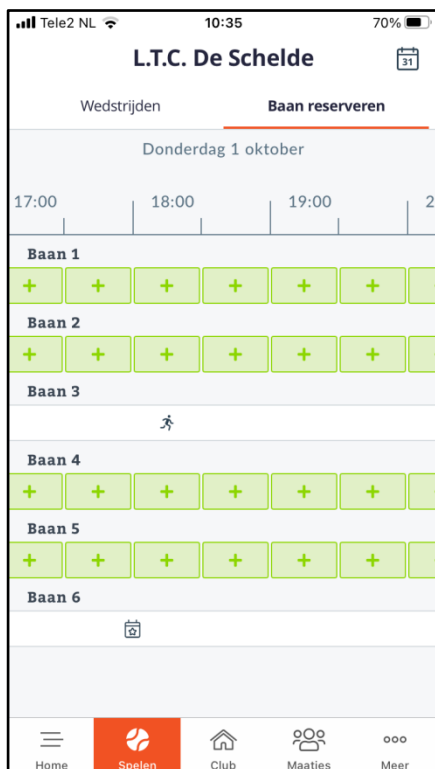 Tele2 NL 10:35 70%
L.T.C. De Schelde
31
Wedstrijden Baan reserveren
Donderdag 1 oktober
17:00 18:00 19:00 2
Baan 1
+ + + + + +
Baan 2
+ + + + + +
Baan 3
Baan 4
+ + + + + +
Baan 5
+ + + + + +
Baan 6
Home Spelen Club Maatjes Meer